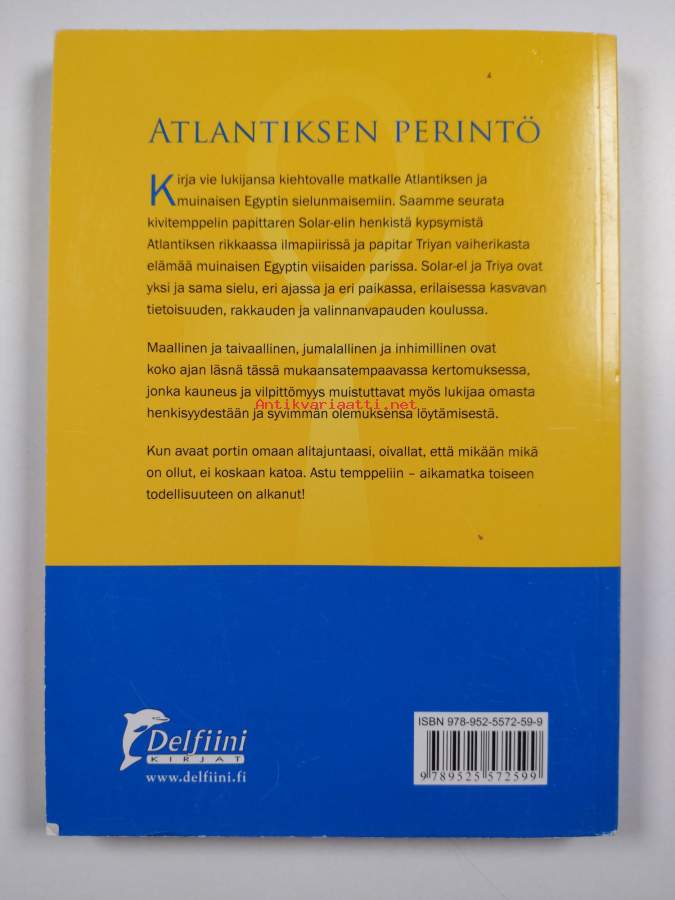 ATLANTIKSEN PERINTÖ
Kirja vie lukijansa kiehtovalle matkalle Atlantiksen ja
muinaisen Egyptin sielunmaisemiin. Saamme seurata
kivitemppelin papittaren Solar-elin henkistä kypsymistä
Atlantiksen rikkaassa ilmapiirissä ja papitar Triyan vaiherikasta
elämää muinaisen Egyptin viisaiden parissa. Solar-el ja Triya ovat
yksi ja sama sielu, eri ajassa ja eri paikassa, erilaisessa kasvavan
tietoisuuden, rakkauden ja valinnanvapauden koulussa.
Maallinen ja taivaallinen, jumalallinen ja inhimillinen ovat
koko ajan läsnä tässä mukaansatempaavassa kertomuksessa,
jonka kauneus ja vilpittömyys muistuttavat myös lukijaa omasta
Antikvariaatti.net
henkisyydestään ja syvimmän olemuksensa löytämisestä.
Kun avaat portin omaan alitajuntaasi, oivallat, että mikään mikä
on ollut, ei koskaan katoa. Astu temppeliin – aikamatka toiseen
todellisuuteen on alkanut!
Delfiini
KIRJAT
www.delfiini.fi
ISBN 978-952-5572-59-9
9 789525 572599